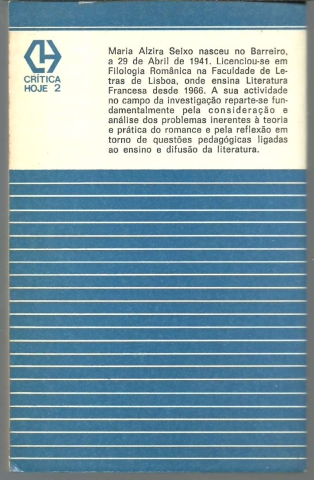 CRÍTICA
HOJE 2
Maria Alzira Seixo nasceu no Barreiro,
a 29 de Abril de 1941. Licenciou-se em
Filologia Românica na Faculdade de Le-
tras de Lisboa, onde ensina Literatura
Francesa desde 1966. A sua actividade
no campo da investigação reparte-se fun-
damentalmente pela consideração e
análise dos problemas inerentes à teoria
e prática do romance e pela reflexão em
torno de questões pedagógicas ligadas
ao ensino e difusão da literatura.